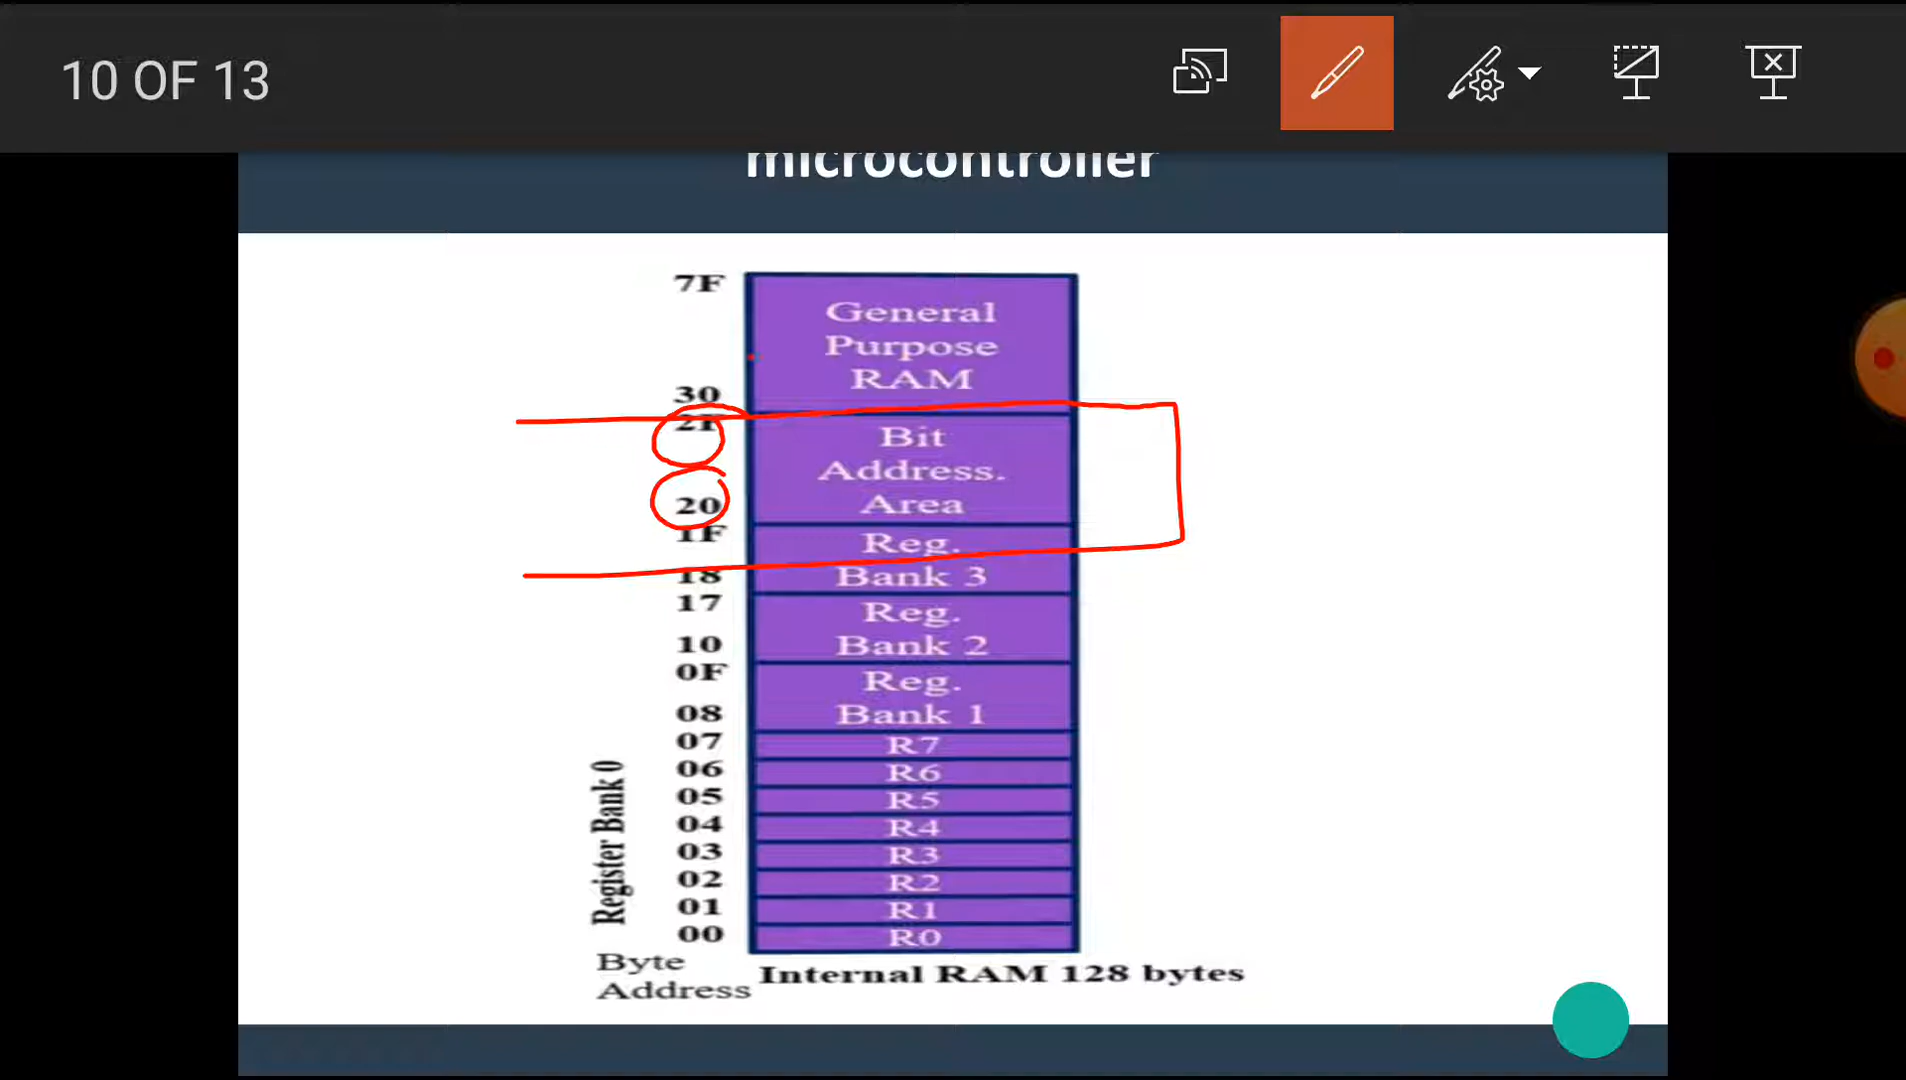 10 OF 13
microcontroller
7F
General
Purpose
RAM
30
2F
Bit
Address.
Area
20
1F
Reg.
18
Bank 3
17
Reg.
10
Bank 2
0F
Reg.
08
Bank 1
07
R7
06
R6
05
R5
04
R4
03
R3
02
R2
01
R1
00
R0
Register Bank 0
Byte
Address
Internal RAM 128 bytes